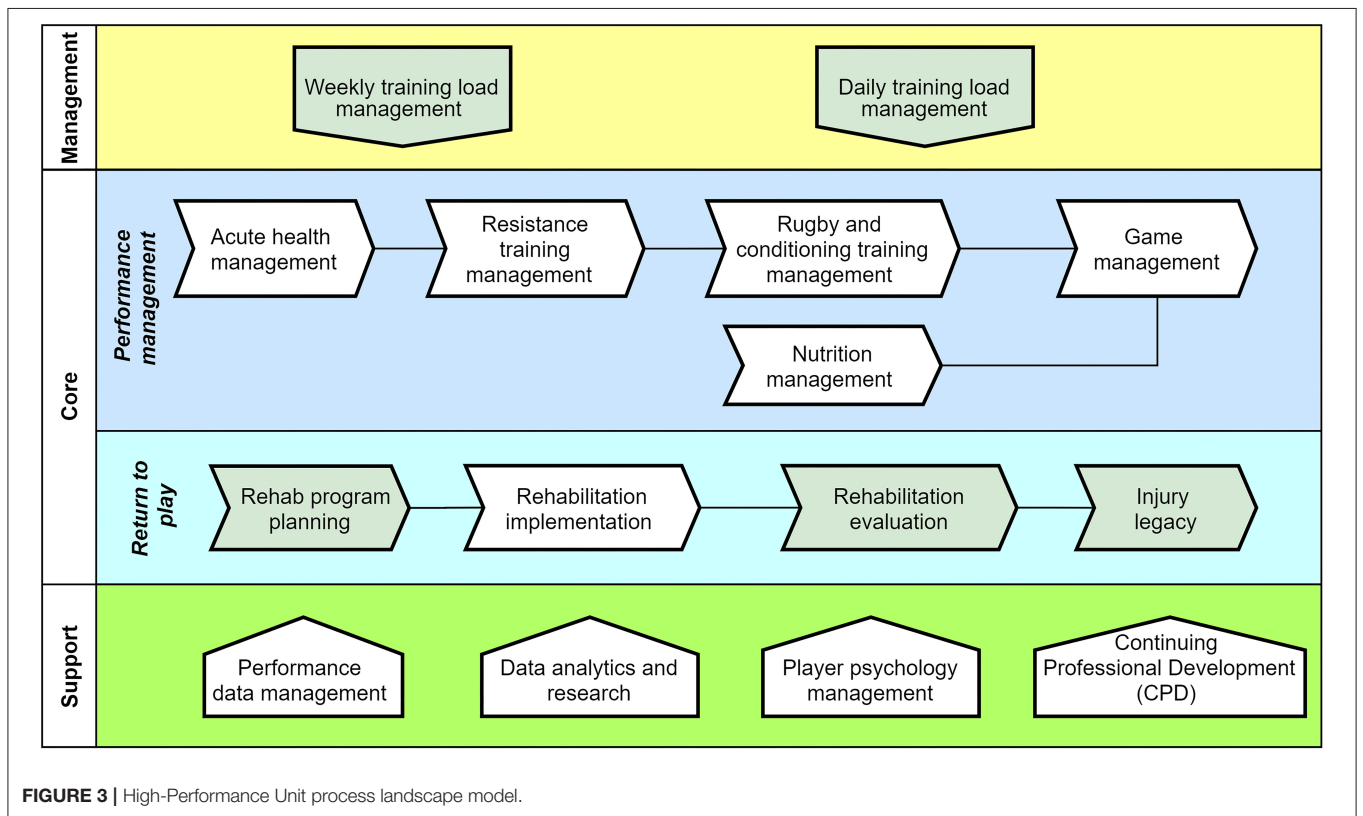 Management
Weekly training load
management
Daily training load
management
Core
Performance
management
Acute health
management
Resistance
training
management
Rugby and
conditioning training
management
Game
management
Nutrition
management
Return to
play
Rehab program
planning
Rehabilitation
implementation
Rehabilitation
evaluation
Injury
legacy
Support
Performance
data management
Data analytics and
research
Player psychology
management
Continuing
Professional Development
(CPD)
FIGURE 3 | High-Performance Unit process landscape model.